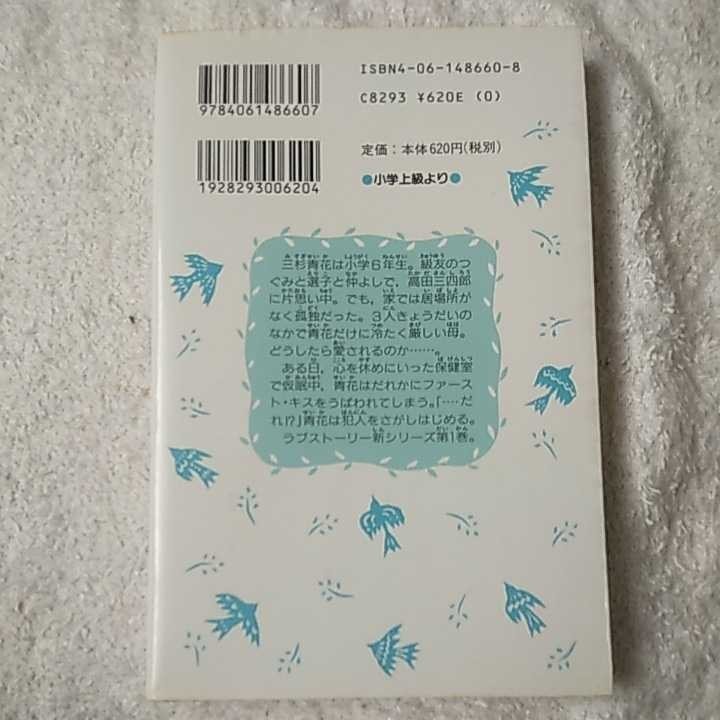 ISBN4-06-148660-8
C8293 ¥620E (0)
9784061486607
定価：本体620円(税別)
1928293006204
●小学上級より●
三杉青花は小学6年生。級友のつ
ぐみと選子と仲よしで，高田三四郎
に片思い中。でも，家では居場所が
なく孤独だった。3人きょうだいの
なかで青花だけに冷たく厳しい母。
どうしたら愛されるのか……。
ある日，心を休めにいった保健室
で仮眠中，青花はだれかにファース
ト・キスをうばわれてしまう。「……だ
れ!?」青花は犯人をさがしはじめる。
ラブストーリー新シリーズ第1巻。